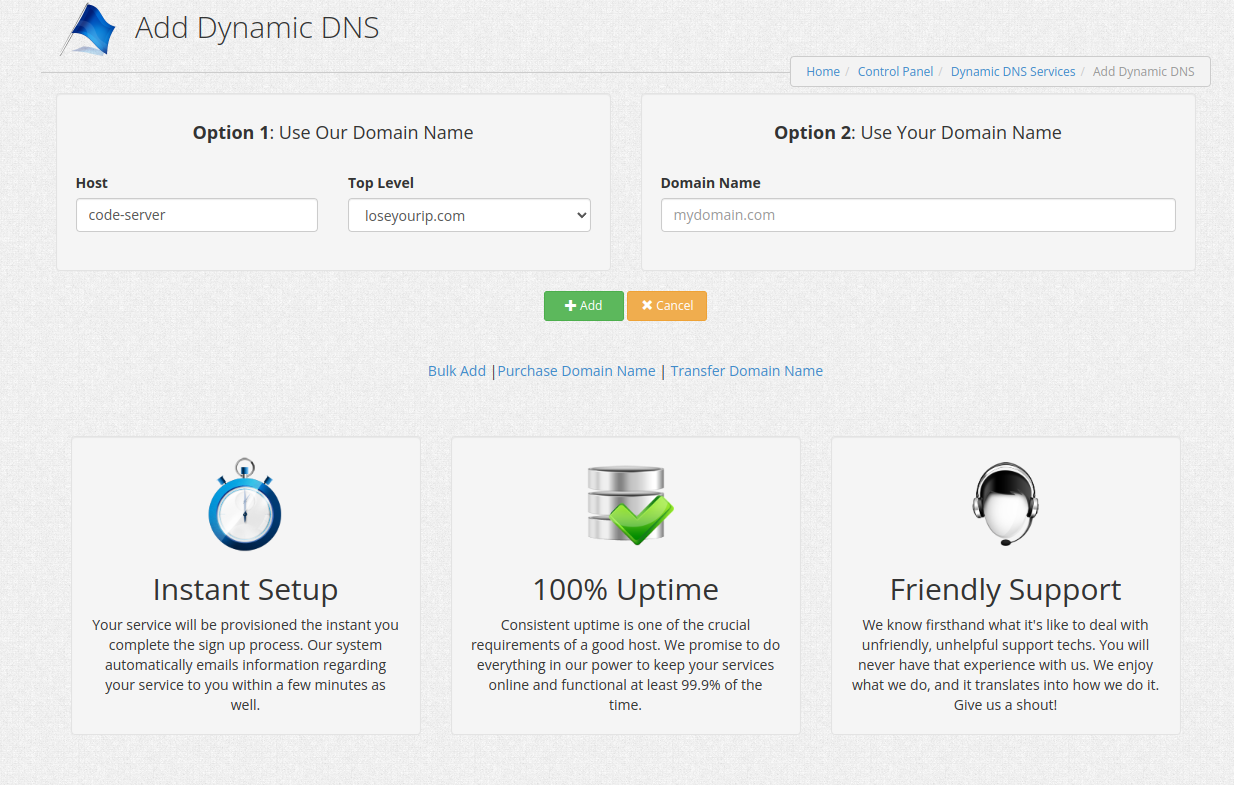 Add Dynamic DNS
Home / Control Panel / Dynamic DNS Services / Add Dynamic DNS
Option 1: Use Our Domain Name
Host
Top Level
code-server
loseyourip.com
Option 2: Use Your Domain Name
Domain Name
mydomain.com
Add
Cancel
Bulk Add |Purchase Domain Name | Transfer Domain Name
Instant Setup
Your service will be provisioned the instant you
complete the sign up process. Our system
automatically emails information regarding
your service to you within a few minutes as
well.
100% Uptime
Consistent uptime is one of the crucial
requirements of a good host. We promise to do
everything in our power to keep your services
online and functional at least 99.9% of the
time.
Friendly Support
We know firsthand what it's like to deal with
unfriendly, unhelpful support techs. You will
never have that experience with us. We enjoy
what we do, and it translates into how we do it.
Give us a shout!